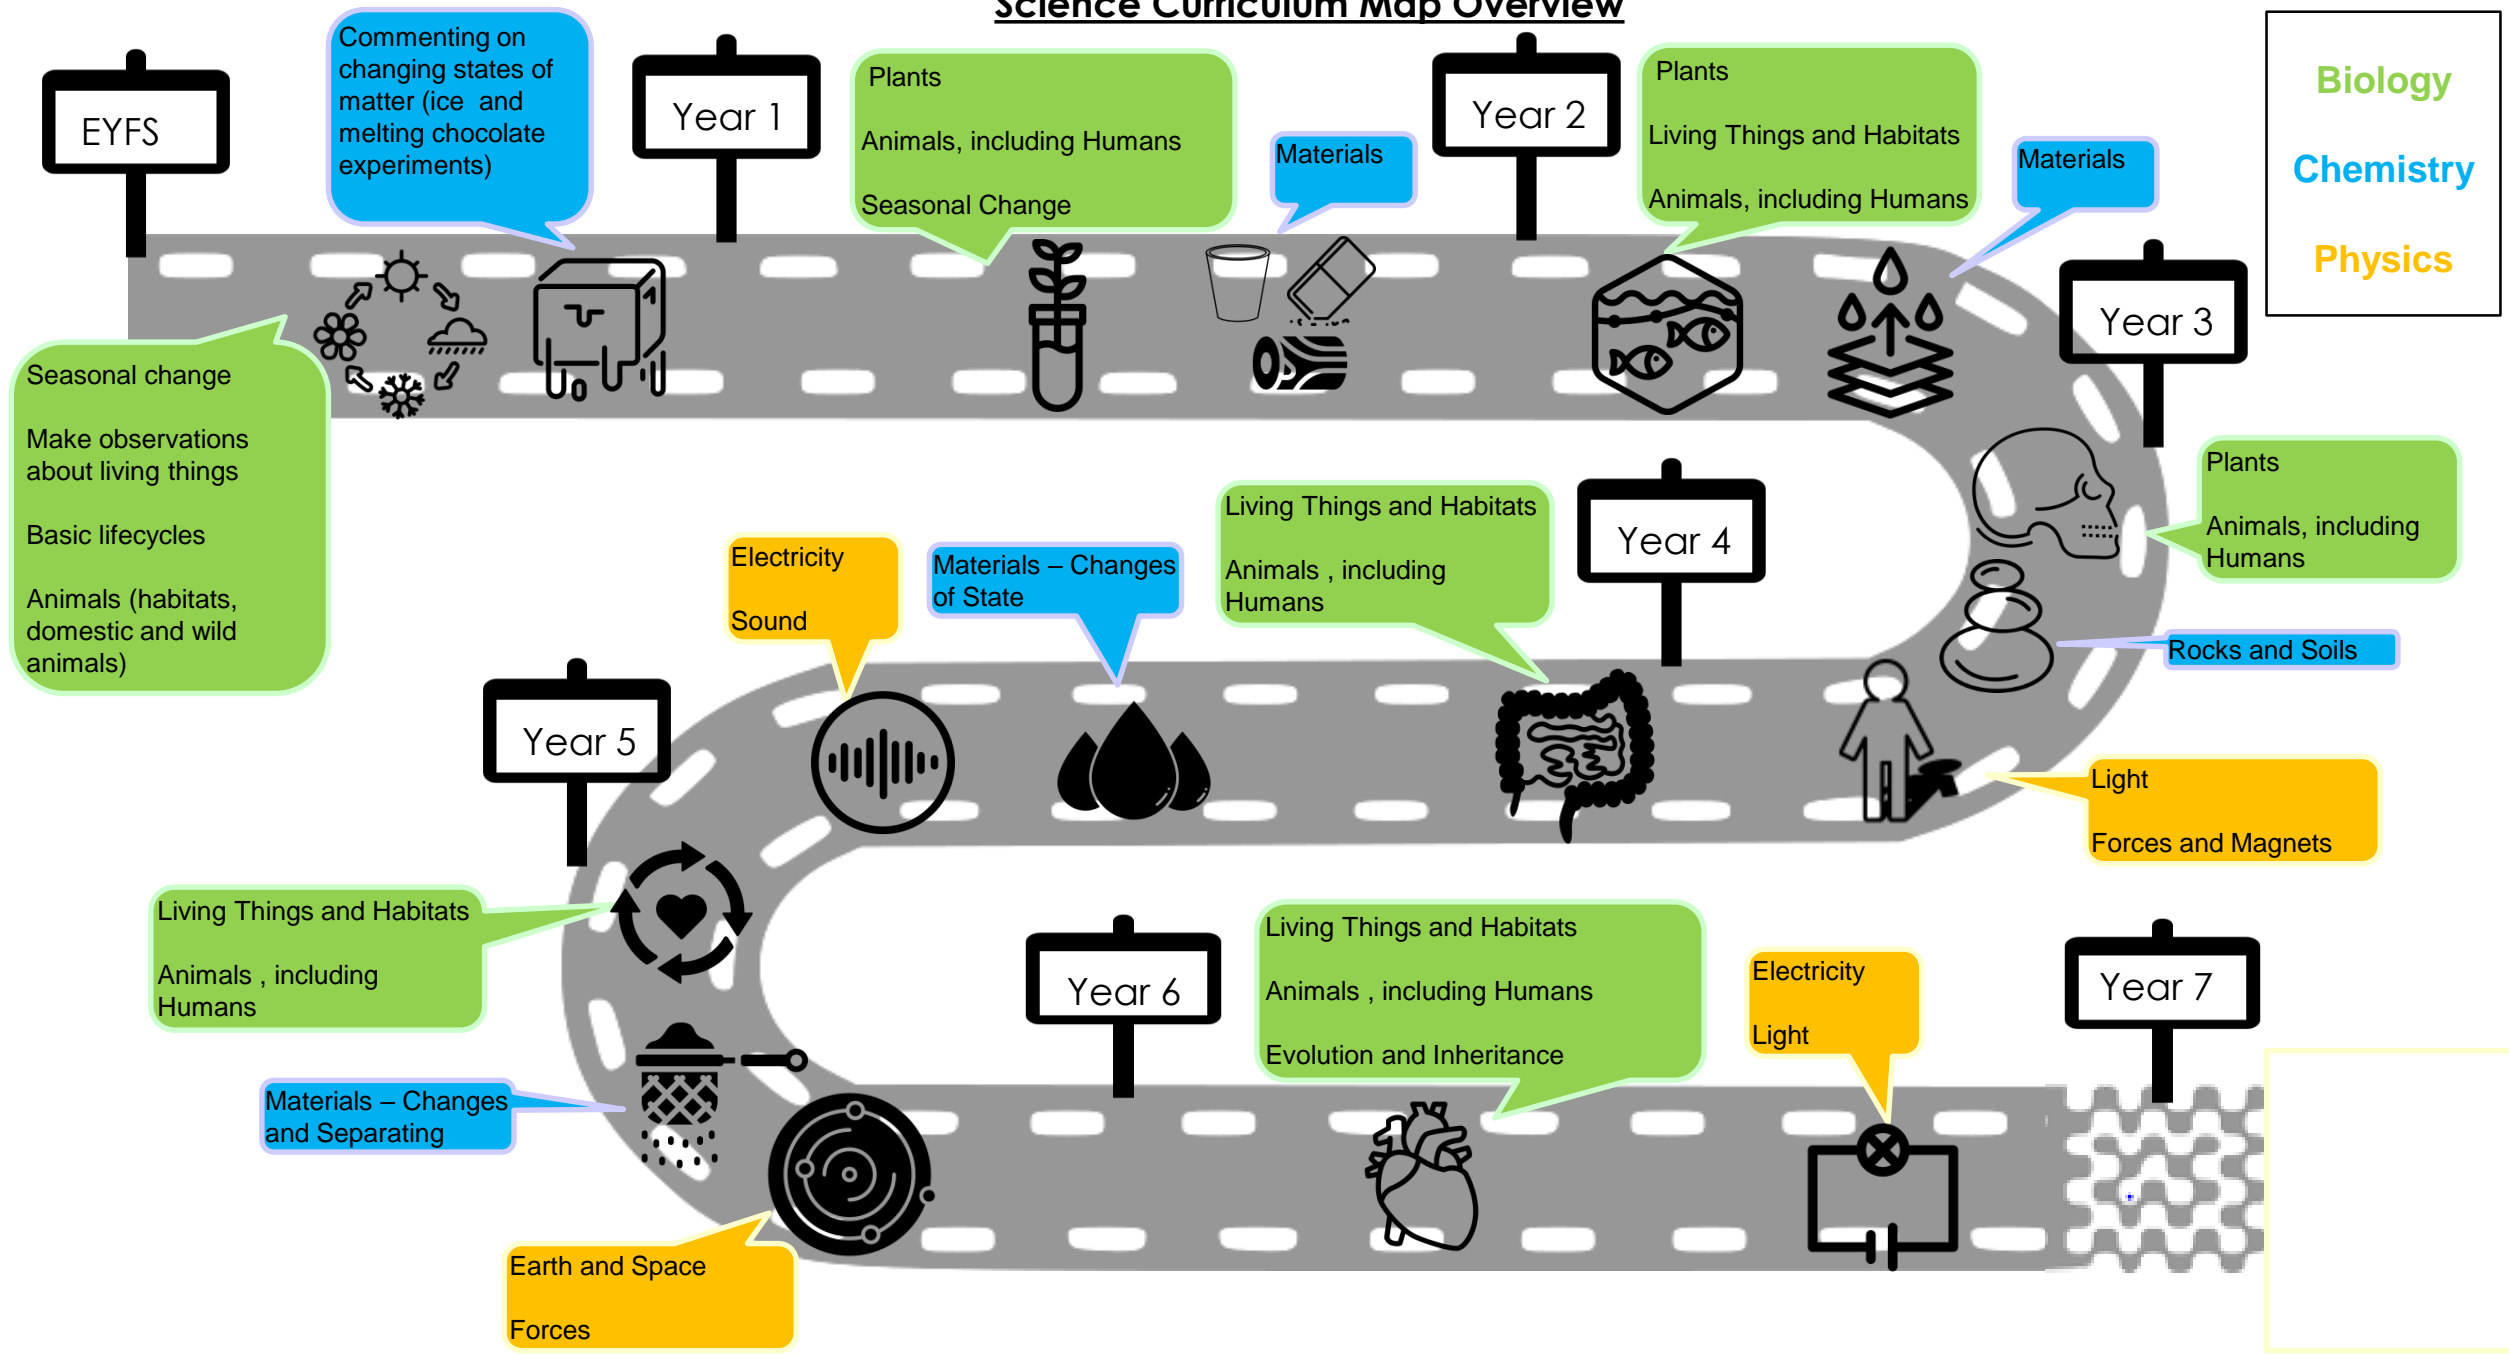 Science Curriculum Map Overview
Biology
Chemistry
Physics
EYFS
Commenting on
changing states of
matter (ice and
melting chocolate
experiments)
Seasonal change
Make observations
about living things
Basic lifecycles
Animals (habitats,
domestic and wild
animals)
Year 1
Plants
Animals, including Humans
Seasonal Change
Materials
Year 2
Plants
Living Things and Habitats
Animals, including Humans
Materials
Year 3
Plants
Animals, including
Humans
Rocks and Soils
Light
Forces and Magnets
Year 4
Living Things and Habitats
Animals , including
Humans
Materials – Changes
of State
Electricity
Sound
Year 5
Living Things and Habitats
Animals , including
Humans
Materials – Changes
and Separating
Earth and Space
Forces
Year 6
Living Things and Habitats
Animals , including Humans
Evolution and Inheritance
Electricity
Light
Year 7